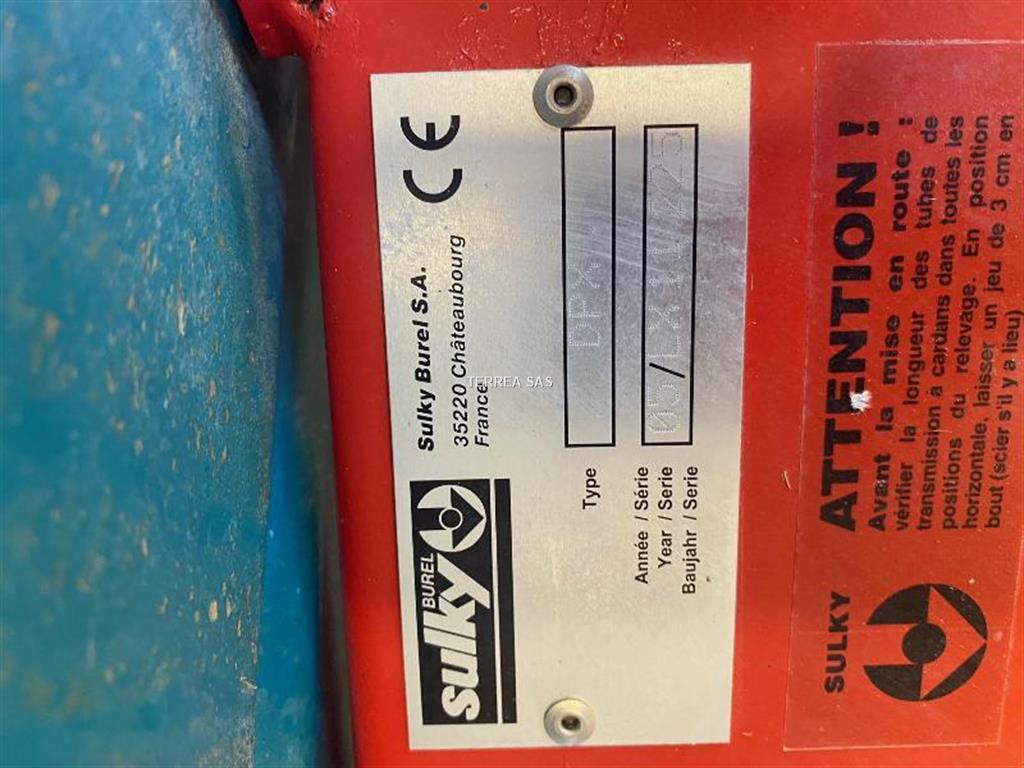 BUREL
sulky
Sulky Burel S.A.
35220 Châteaubourg
France
CE
Type
DPX
Année / Série
Year / Serie
Baujahr / Serie
05/
TERREA SAS
SULKY
ATTENTION !
Avant la mise en route :
vérifier la longueur des tubes de
transmission à cardans dans toutes les
positions du relevage. En position
horizontale, laisser un jeu de 3 cm en
bout (scier s'il y a lieu)